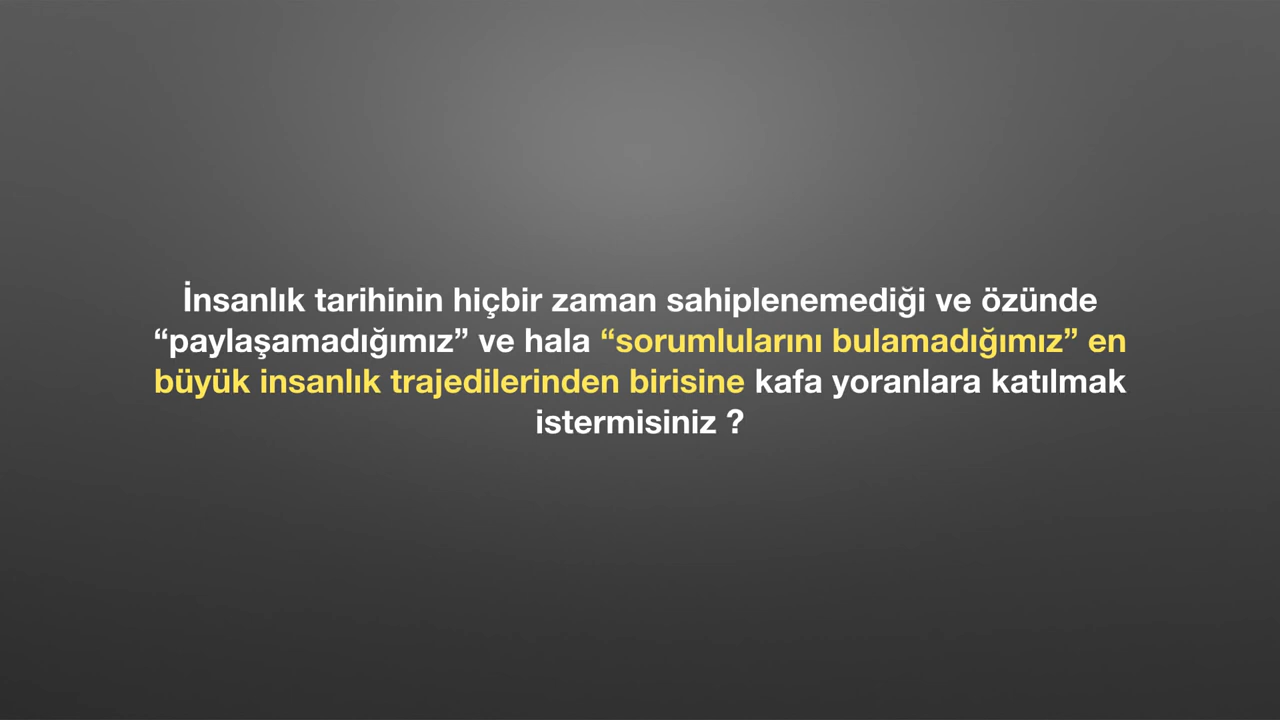 İnsanlık tarihinin hiçbir zaman sahiplenemediği ve özünde
“paylaşamadığımız” ve hala “sorumlularını bulamadığımız” en
büyük insanlık trajedilerinden birisine kafa yoranlara katılmak
istermisiniz ?